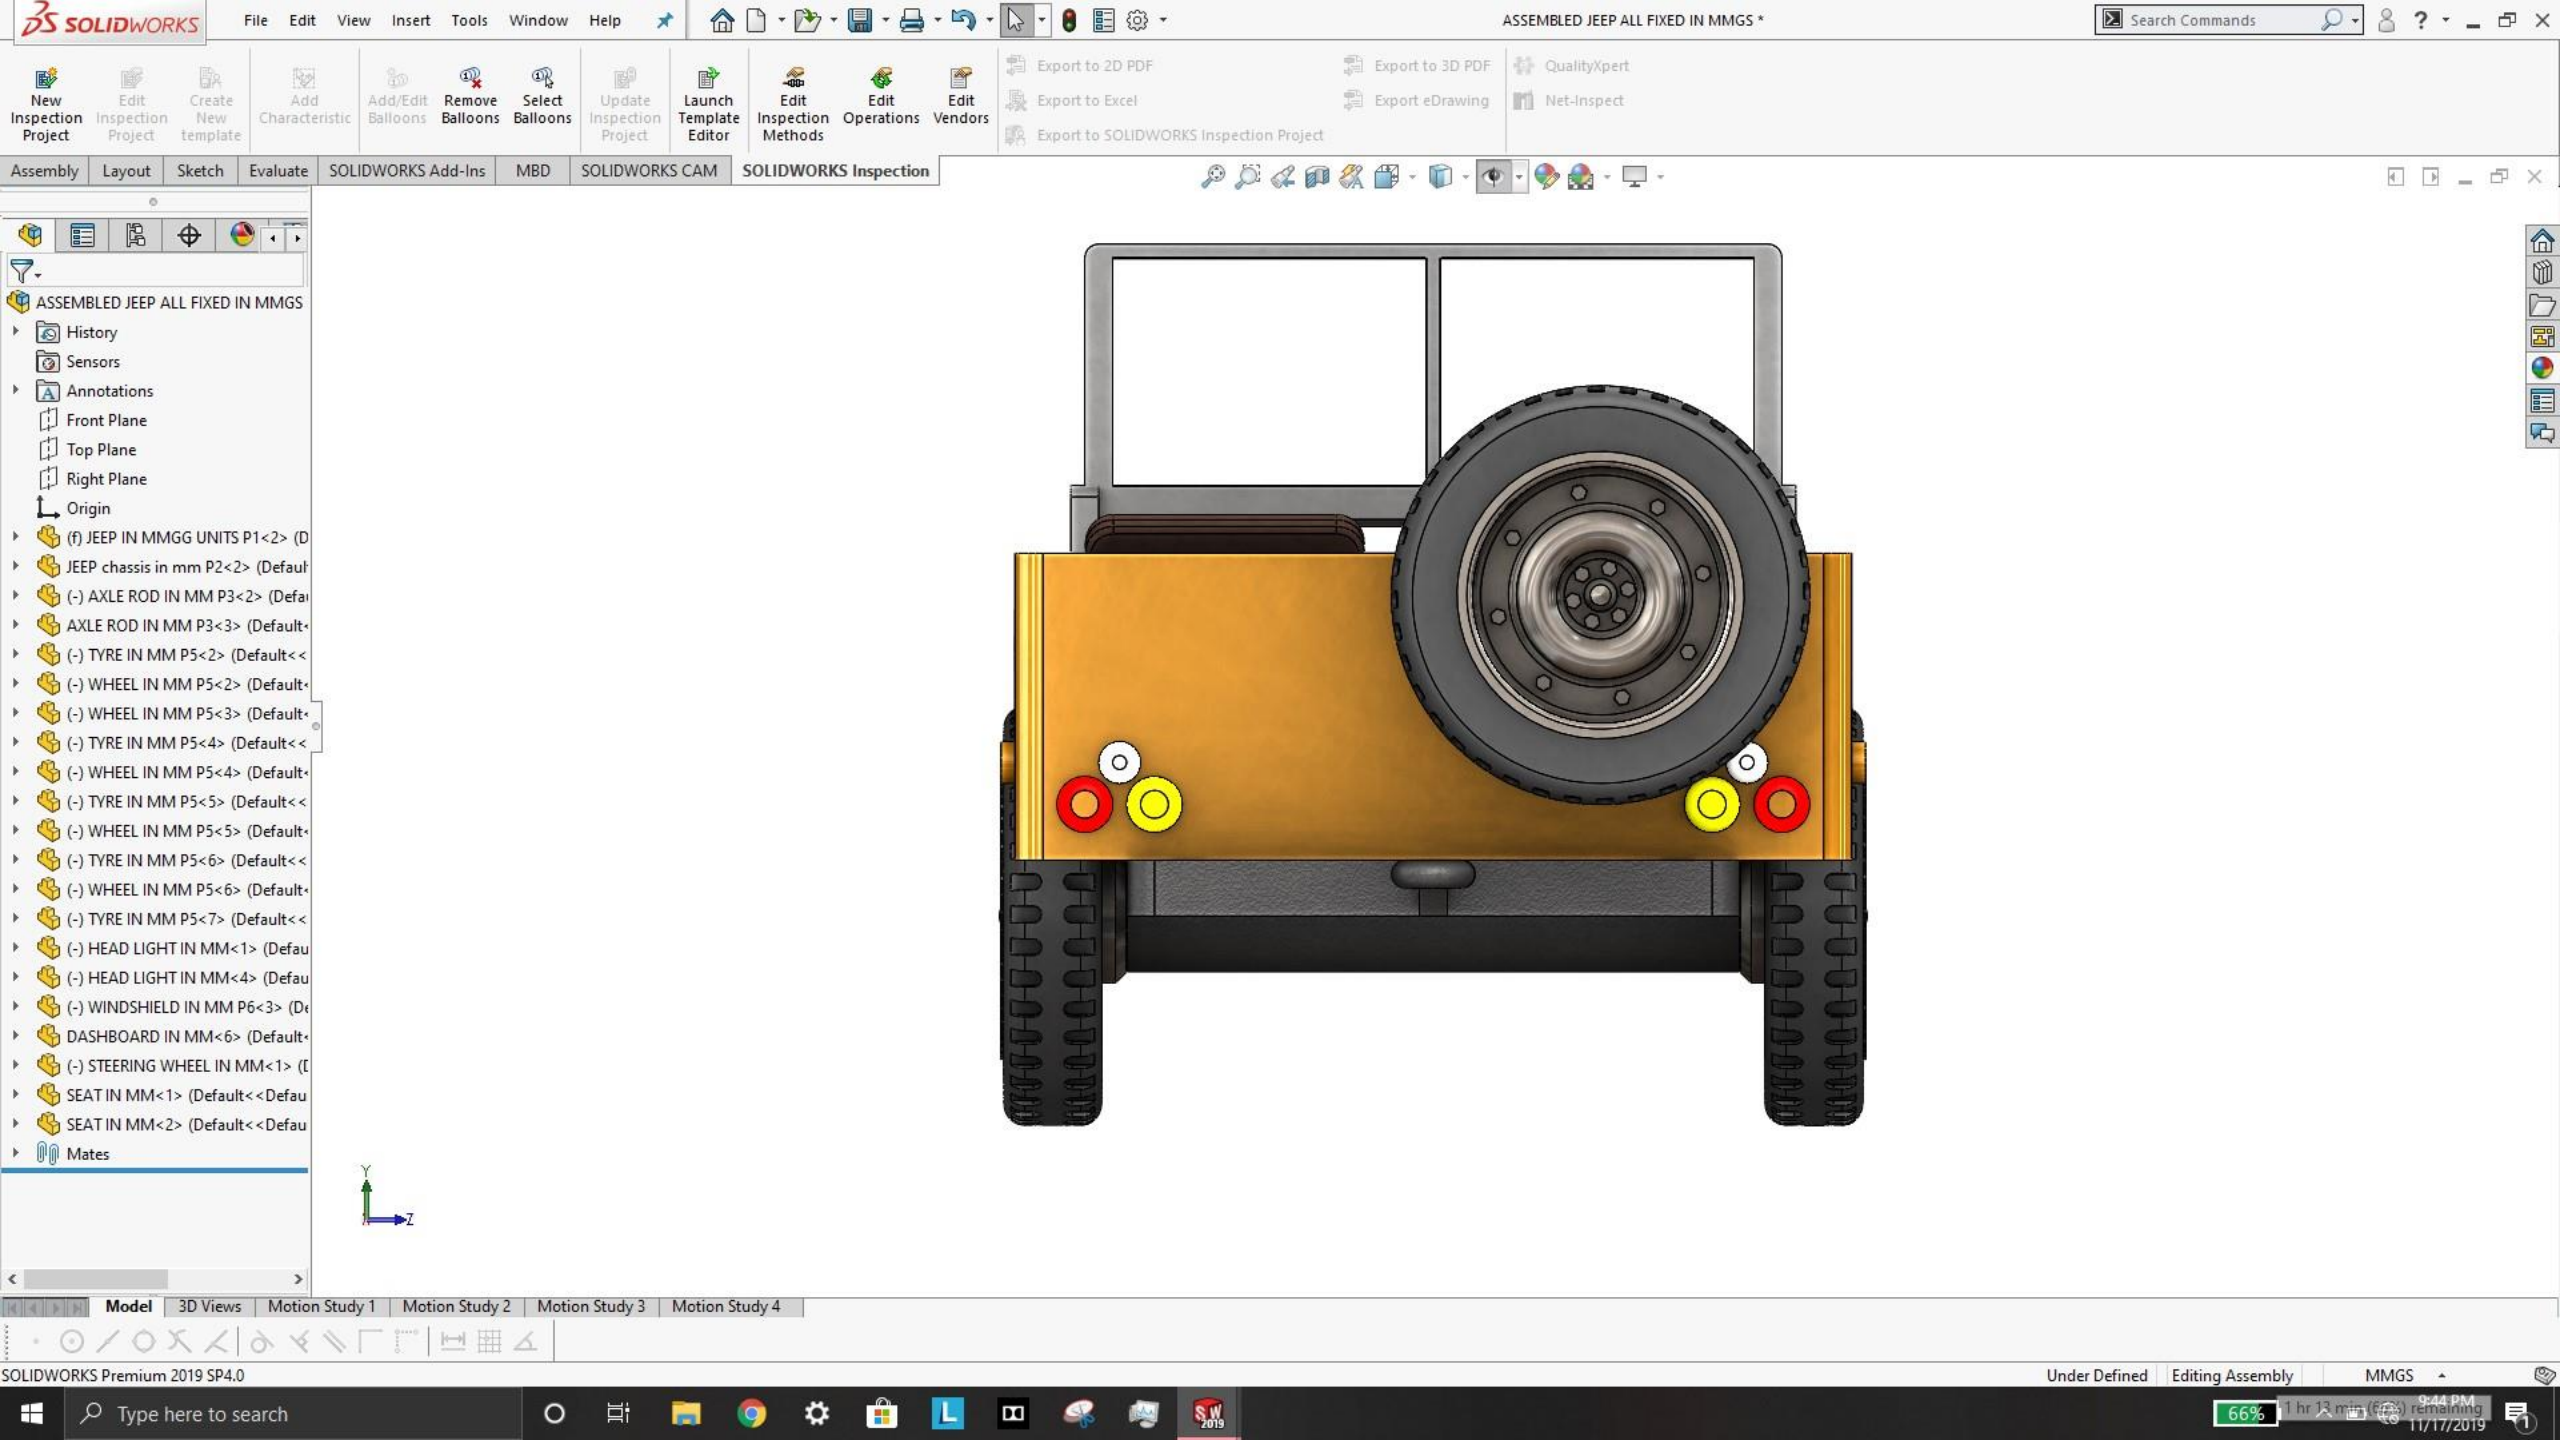 SOLIDWORKS
File Edit View Insert Tools Window Help
ASSEMBLED JEEP ALL FIXED IN MMGS *
Search Commands
New Inspection Project
Edit Inspection Project
Create New template
Add Characteristic
Add/Edit Balloons
Remove Balloons
Select Balloons
Update Inspection Project
Launch Template Editor
Edit Inspection Methods
Edit Operations
Edit Vendors
Export to 2D PDF
Export to Excel
Export to SOLIDWORKS Inspection Project
Export to 3D PDF
Export eDrawing
QualityXpert
Net-Inspect
Assembly Layout Sketch Evaluate SOLIDWORKS Add-Ins MBD SOLIDWORKS CAM SOLIDWORKS Inspection
ASSEMBLED JEEP ALL FIXED IN MMGS
History
Sensors
Annotations
Front Plane
Top Plane
Right Plane
Origin
(f) JEEP IN MMGG UNITS P1<2> (D
JEEP chassis in mm P2<2> (Defaul
(-) AXLE ROD IN MM P3<2> (Defa
AXLE ROD IN MM P3<3> (Default<
(-) TYRE IN MM P5<2> (Default<<
(-) WHEEL IN MM P5<2> (Default<
(-) WHEEL IN MM P5<3> (Default<
(-) TYRE IN MM P5<4> (Default<<
(-) WHEEL IN MM P5<4> (Default<
(-) TYRE IN MM P5<5> (Default<<
(-) WHEEL IN MM P5<5> (Default<
(-) TYRE IN MM P5<6> (Default<<
(-) WHEEL IN MM P5<6> (Default<
(-) TYRE IN MM P5<7> (Default<<
(-) HEAD LIGHT IN MM<1> (Defau
(-) HEAD LIGHT IN MM<4> (Defau
(-) WINDSHIELD IN MM P6<3> (De
DASHBOARD IN MM<6> (Default<
(-) STEERING WHEEL IN MM<1> (D
SEAT IN MM<1> (Default<<Defau
SEAT IN MM<2> (Default<<Defau
Mates
Y
Z
Model 3D Views Motion Study 1 Motion Study 2 Motion Study 3 Motion Study 4
SOLIDWORKS Premium 2019 SP4.0
Under Defined Editing Assembly MMGS
Type here to search
L
SW 2019
66%
1 hr 13 min remaining
9:44 PM
11/17/2019
1